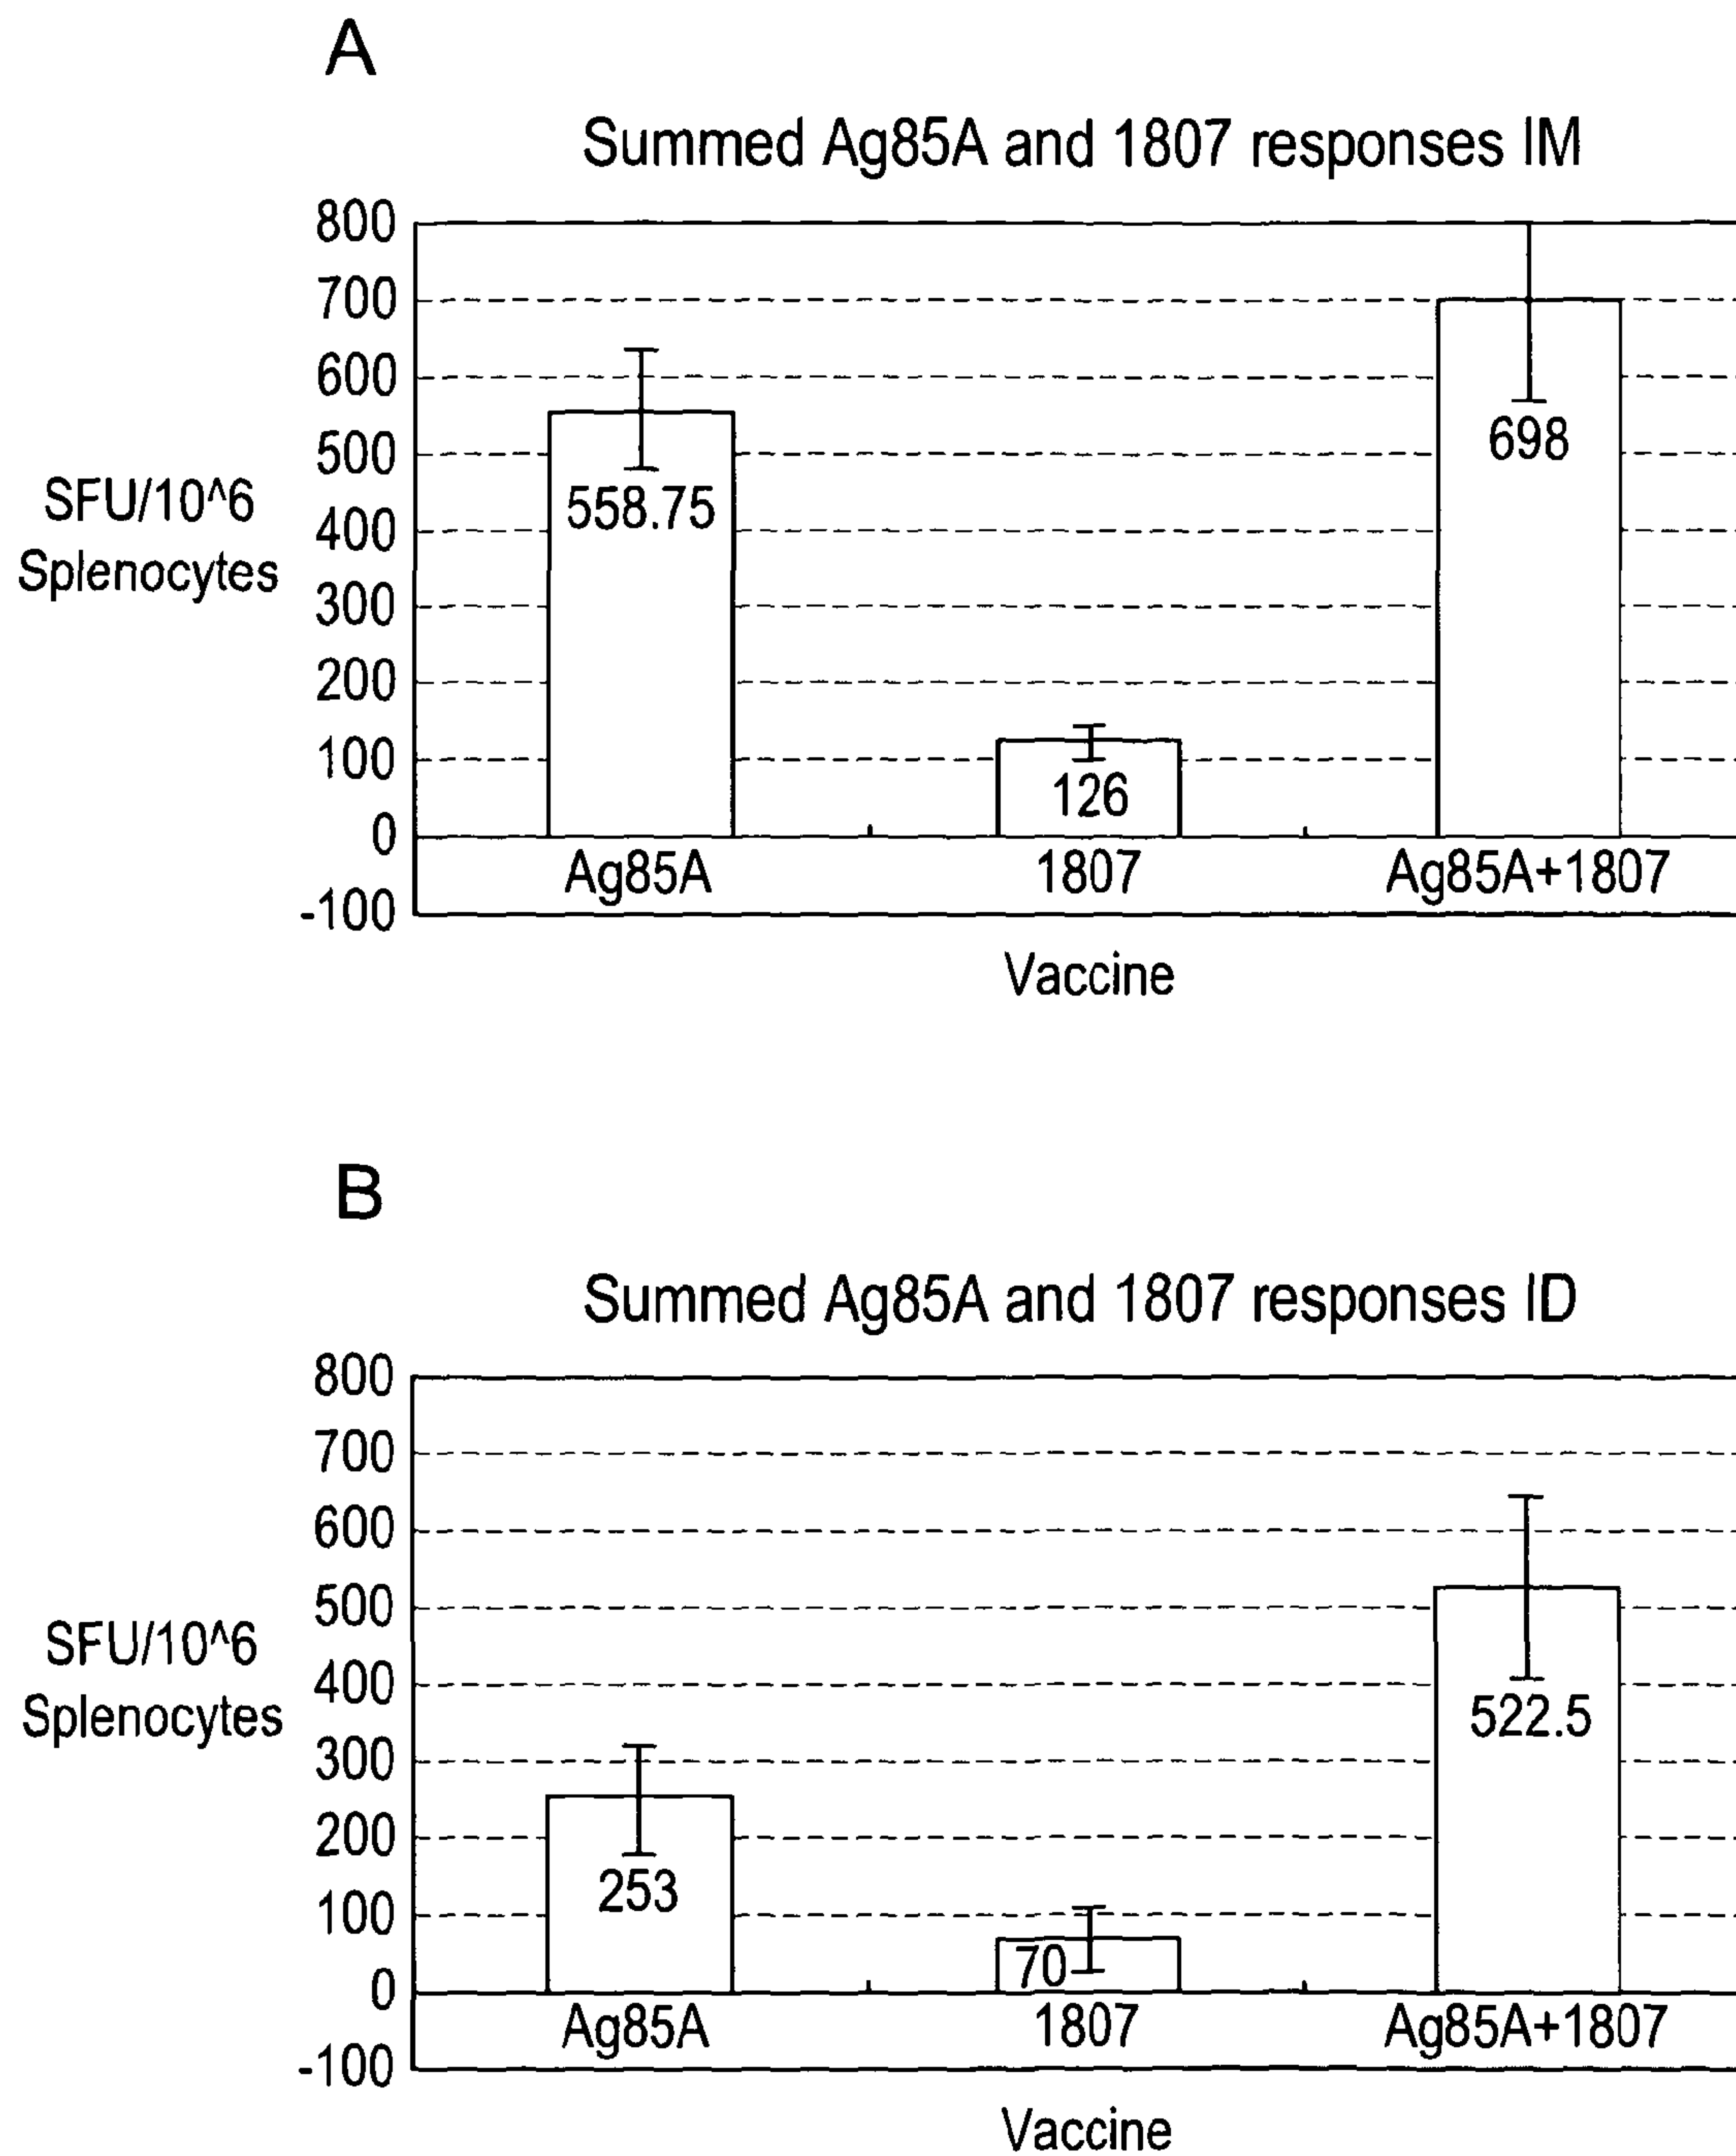 A
Summed Ag85A and 1807 responses IM
800
700
600
500
400
300
200
100
0
-100
SFU/10^6
Splenocytes
558.75
126
698
Ag85A
1807
Ag85A+1807
Vaccine
B
Summed Ag85A and 1807 responses ID
800
700
600
500
400
300
200
100
0
-100
SFU/10^6
Splenocytes
253
70
522.5
Ag85A
1807
Ag85A+1807
Vaccine